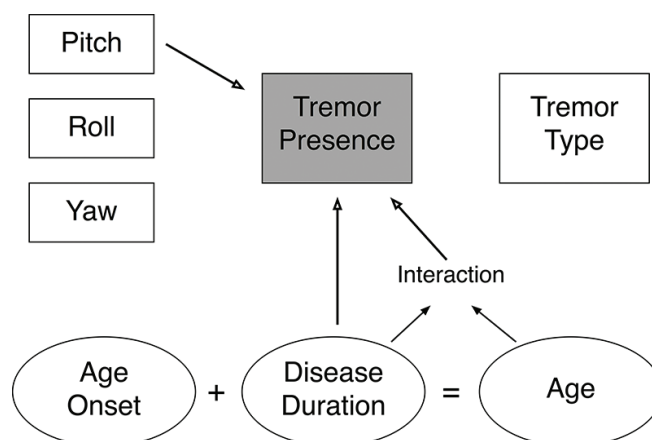 Pitch
Roll
Yaw
Tremor
Presence
Tremor
Type
Interaction
Age
Onset
+
Disease
Duration
=
Age